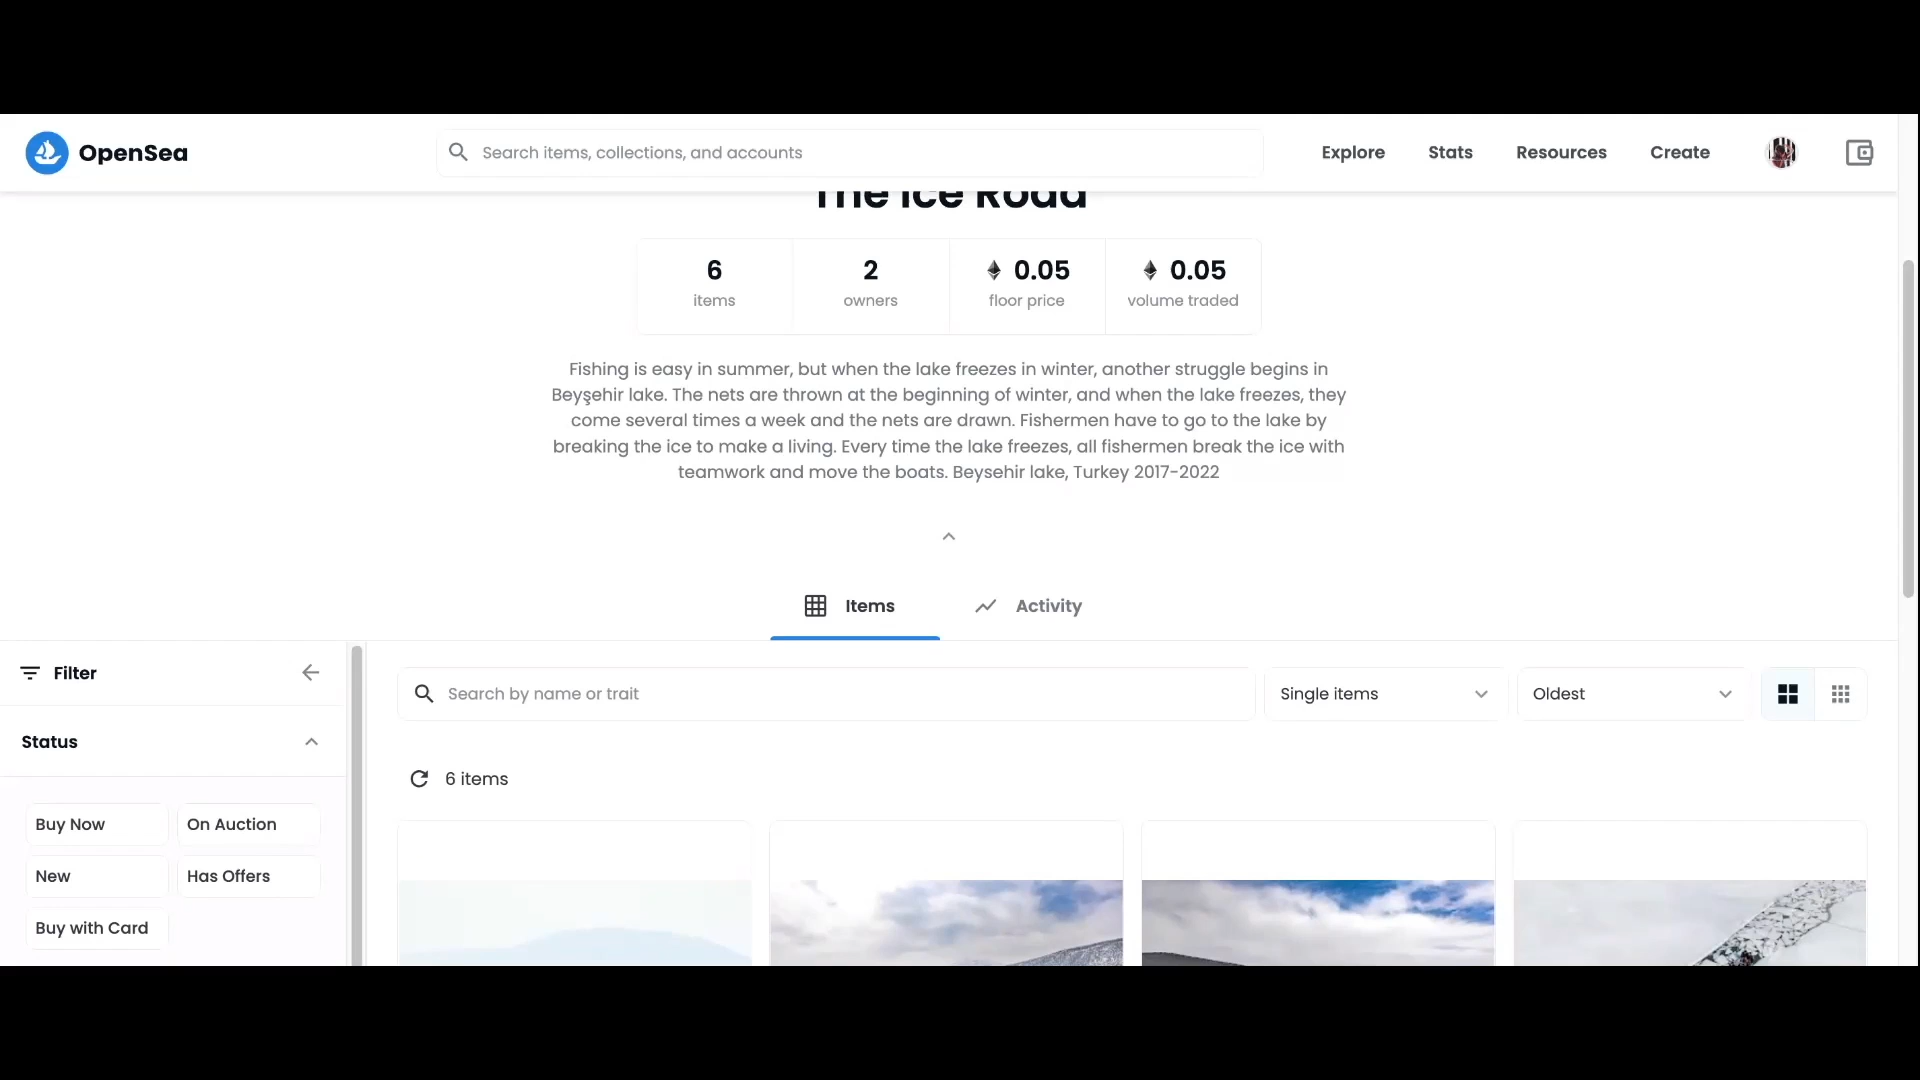 OpenSea
Search items, collections, and accounts
Explore
Stats
Resources
Create
The Ice Road
6
items
2
owners
0.05
floor price
0.05
volume traded
Fishing is easy in summer, but when the lake freezes in winter, another struggle begins in
Beyşehir lake. The nets are thrown at the beginning of winter, and when the lake freezes, they
come several times a week and the nets are drawn. Fishermen have to go to the lake by
breaking the ice to make a living. Every time the lake freezes, all fishermen break the ice with
teamwork and move the boats. Beysehir lake, Turkey 2017-2022
Items
Activity
Filter
Search by name or trait
Single items
Oldest
Status
6 items
Buy Now
On Auction
New
Has Offers
Buy with Card